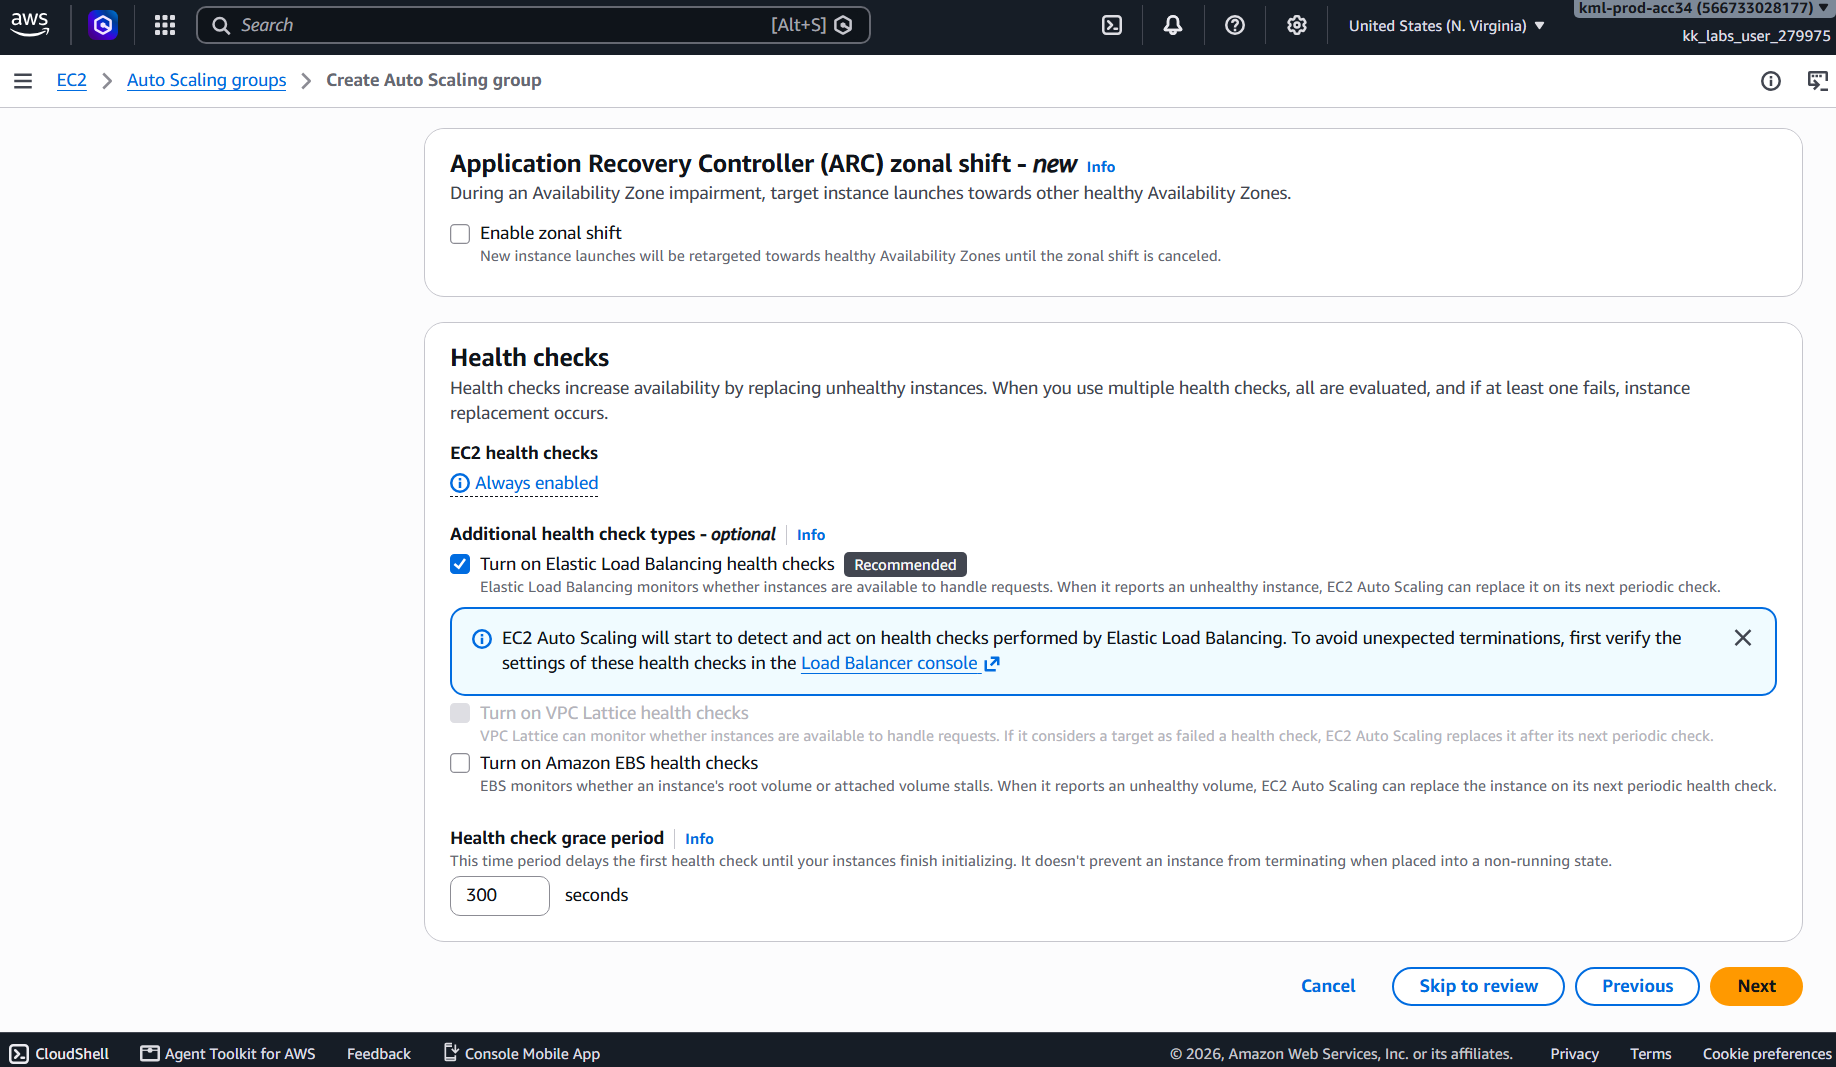 aws
Search
[Alt+S]
United States (N. Virginia)
kml-prod-acc34 (566733028177)
kk_labs_user_279975
EC2
Auto Scaling groups
Create Auto Scaling group
Application Recovery Controller (ARC) zonal shift - new Info
During an Availability Zone impairment, target instance launches towards other healthy Availability Zones.
Enable zonal shift
New instance launches will be retargeted towards healthy Availability Zones until the zonal shift is canceled.
Health checks
Health checks increase availability by replacing unhealthy instances. When you use multiple health checks, all are evaluated, and if at least one fails, instance
replacement occurs.
EC2 health checks
Always enabled
Additional health check types - optional Info
Turn on Elastic Load Balancing health checks Recommended
Elastic Load Balancing monitors whether instances are available to handle requests. When it reports an unhealthy instance, EC2 Auto Scaling can replace it on its next periodic check.
EC2 Auto Scaling will start to detect and act on health checks performed by Elastic Load Balancing. To avoid unexpected terminations, first verify the
settings of these health checks in the Load Balancer console
Turn on VPC Lattice health checks
VPC Lattice can monitor whether instances are available to handle requests. If it considers a target as failed a health check, EC2 Auto Scaling replaces it after its next periodic check.
Turn on Amazon EBS health checks
EBS monitors whether an instance's root volume or attached volume stalls. When it reports an unhealthy volume, EC2 Auto Scaling can replace the instance on its next periodic health check.
Health check grace period Info
This time period delays the first health check until your instances finish initializing. It doesn't prevent an instance from terminating when placed into a non-running state.
300 seconds
Cancel
Skip to review
Previous
Next
CloudShell
Agent Toolkit for AWS
Feedback
Console Mobile App
© 2026, Amazon Web Services, Inc. or its affiliates.
Privacy
Terms
Cookie preferences